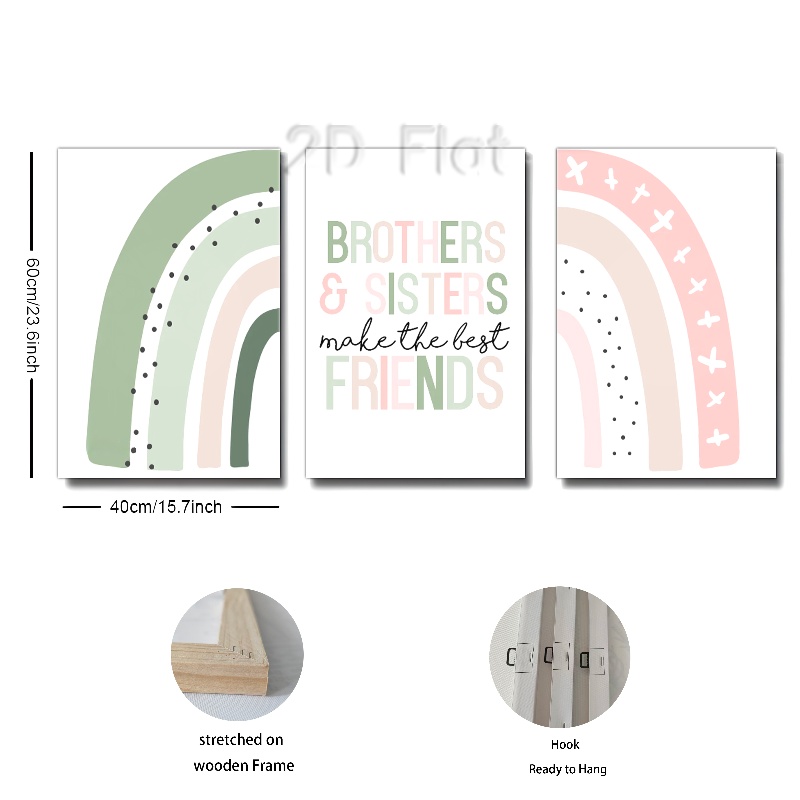 2D Flat
BROTHERS
& SISTERS
make the best
FRIENDS
60cm/23.6inch
40cm/15.7inch
stretched on
wooden Frame
Hook
Ready to Hang